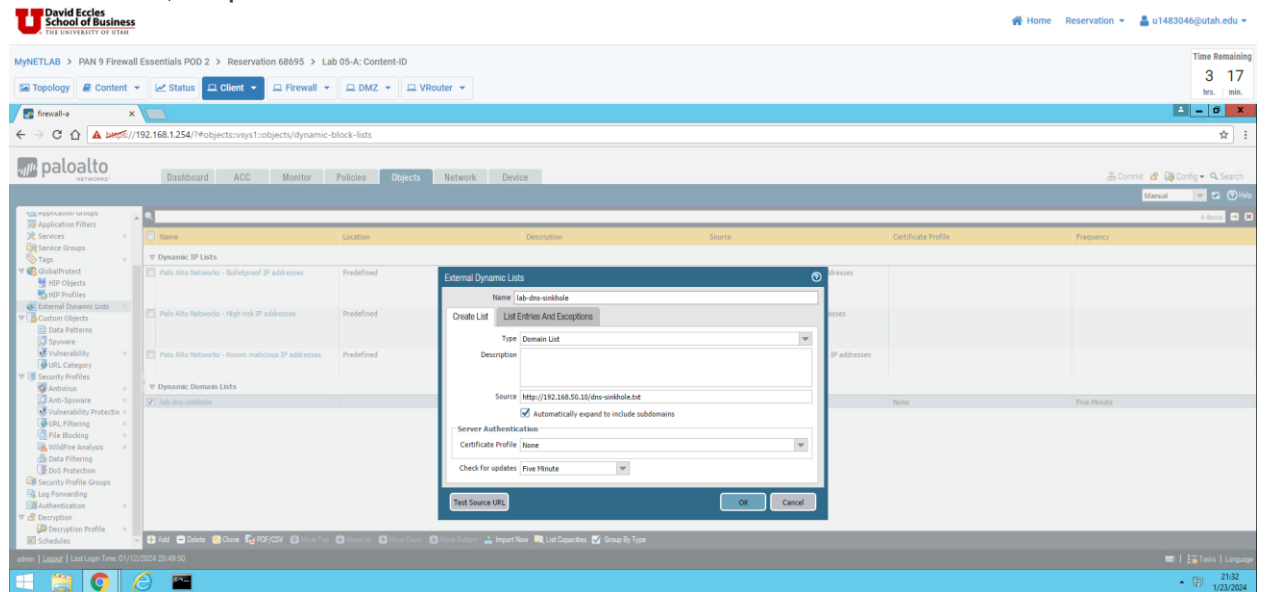 David Eccles
School of Business
THE UNIVERSITY OF UTAH
Home Reservation u1483046@utah.edu
MyNETLAB > PAN 9 Firewall Essentials POD 2 > Reservation 68695 > Lab 05-A: Content-ID
Time Remaining
3 17
hrs. min.
Topology Content Status Client Firewall DMZ VRouter
firewall-a
https://192.168.1.254/?#objects::vsys1::objects/dynamic-block-lists
paloalto
NETWORKS
Dashboard ACC Monitor Policies Objects Network Device
Commit Config Search
Manual Help
Application Groups
Application Filters
Services
Service Groups
Tags
GlobalProtect
HIP Objects
HIP Profiles
External Dynamic Lists
Custom Objects
Data Patterns
Spyware
Vulnerability
URL Category
Security Profiles
Antivirus
Anti-Spyware
Vulnerability Protectio
URL Filtering
File Blocking
WildFire Analysis
Data Filtering
DoS Protection
Security Profile Groups
Log Forwarding
Authentication
Decryption
Decryption Profile
Schedules
4 items
Name Location Description Source Certificate Profile Frequency
Dynamic IP Lists
Palo Alto Networks - Bulletproof IP addresses Predefined
Palo Alto Networks - High risk IP addresses Predefined
Palo Alto Networks - Known malicious IP addresses Predefined IP addresses
Dynamic Domain Lists
lab-dns-sinkhole None Five Minute
External Dynamic Lists
Name lab-dns-sinkhole
Create List List Entries And Exceptions
Type Domain List
Description
Source http://192.168.50.10/dns-sinkhole.txt
Automatically expand to include subdomains
Server Authentication
Certificate Profile None
Check for updates Five Minute
Test Source URL OK Cancel
Add Delete Clone PDF/CSV Move Top Move Up Move Down Move Bottom Import Now List Capacities Group By Type
admin | Logout | Last Login Time: 01/12/2024 20:49:50
Tasks | Language
21:32
1/23/2024